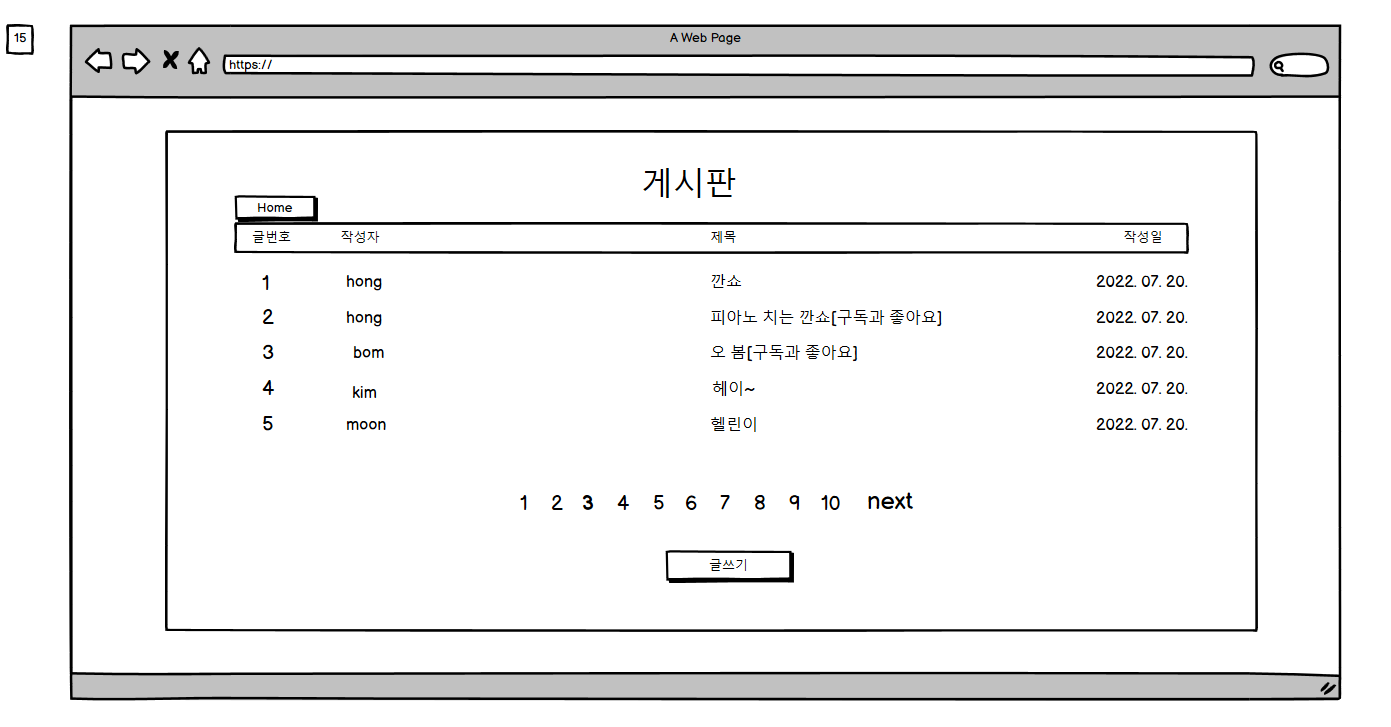 15
A Web Page
https://
게시판
Home
글번호 작성자 제목 작성일
1 hong 깐쇼 2022. 07. 20.
2 hong 피아노 치는 깐쇼[구독과 좋아요] 2022. 07. 20.
3 bom 오 봄[구독과 좋아요] 2022. 07. 20.
4 kim 헤이~ 2022. 07. 20.
5 moon 헬린이 2022. 07. 20.
1 2 3 4 5 6 7 8 9 10 next
글쓰기